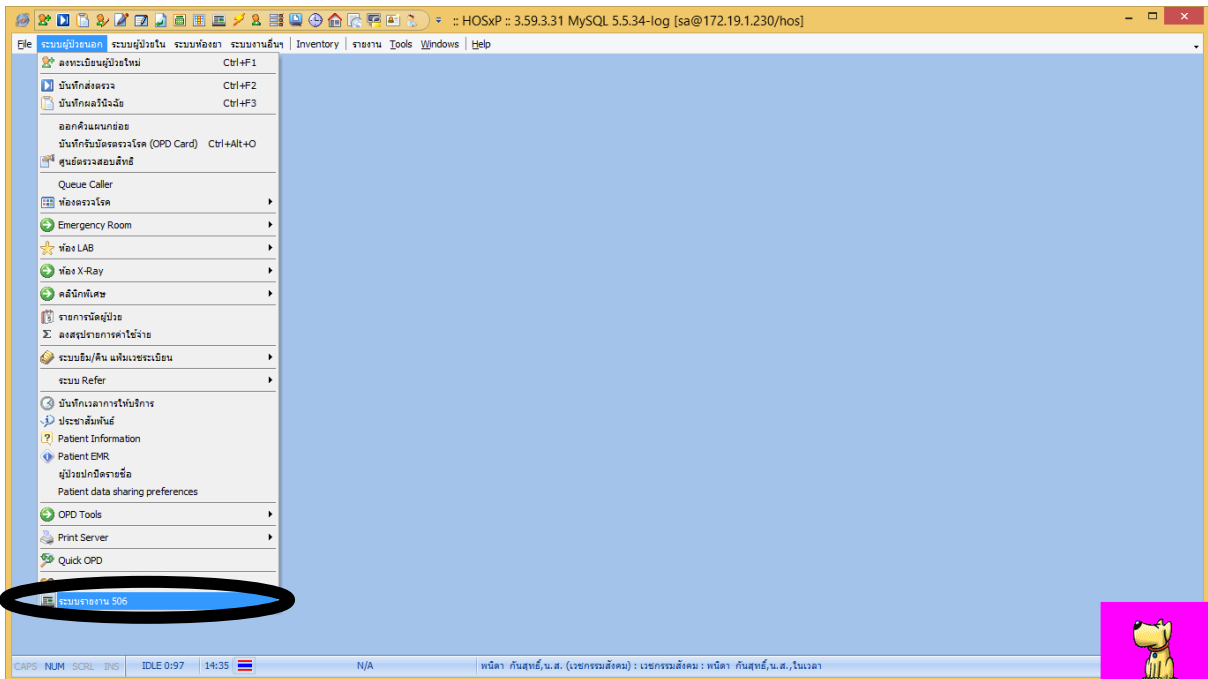 :: HOSxP :: 3.59.3.31 MySQL 5.5.34-log [sa@172.19.1.230/hos]
File ระบบผู้ป่วยนอก ระบบผู้ป่วยใน ระบบห้องยา ระบบงานอื่นๆ Inventory รายงาน Tools Windows Help
ลงทะเบียนผู้ป่วยใหม่ Ctrl+F1
บันทึกส่งตรวจ Ctrl+F2
บันทึกผลวินิจฉัย Ctrl+F3
ออกคิวแผนกย่อย
บันทึกรับบัตรตรวจโรค (OPD Card) Ctrl+Alt+O
ศูนย์ตรวจสอบสิทธิ
Queue Caller
ห้องตรวจโรค
Emergency Room
ห้อง LAB
ห้อง X-Ray
คลินิกพิเศษ
รายการนัดผู้ป่วย
ลงสรุปรายการค่าใช้จ่าย
ระบบยืม/คืน แฟ้มเวชระเบียน
ระบบ Refer
บันทึกเวลาการให้บริการ
ประชาสัมพันธ์
Patient Information
Patient EMR
ผู้ป่วยปกปิดรายชื่อ
Patient data sharing preferences
OPD Tools
Print Server
Quick OPD
ระบบรายงาน 506
CAPS NUM SCRL INS IDLE 0:97 14:35 N/A พนิดา กันสุทธิ์,น.ส. (เวชกรรมสังคม) : เวชกรรมสังคม : พนิดา กันสุทธิ์,น.ส.,ในเวลา